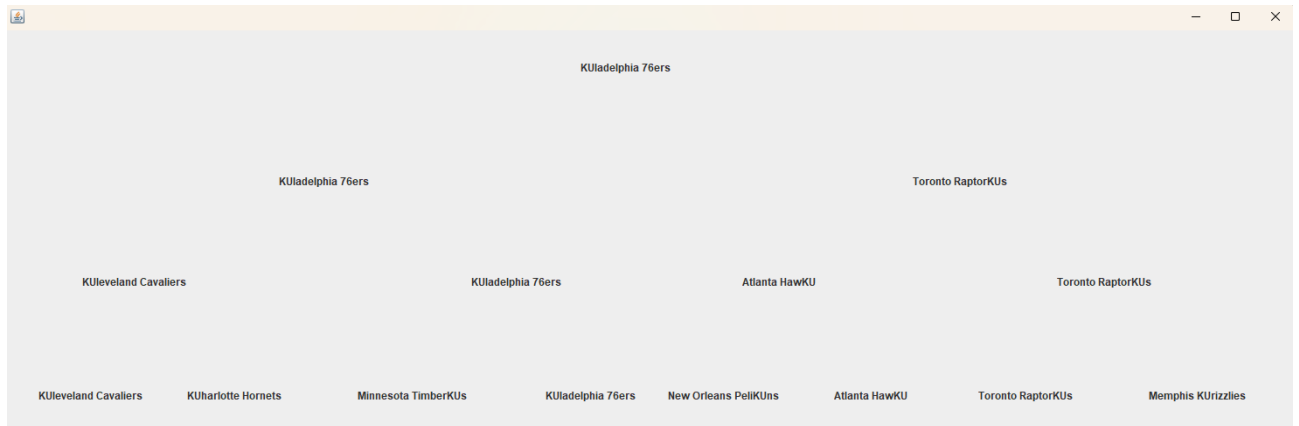 KUladelphia 76ers
KUladelphia 76ers Toronto RaptorKUs
KUleveland Cavaliers KUladelphia 76ers Atlanta HawKU Toronto RaptorKUs
KUleveland Cavaliers KUharlotte Hornets Minnesota TimberKUs KUladelphia 76ers New Orleans PeliKUns Atlanta HawKU Toronto RaptorKUs Memphis KUrizzlies